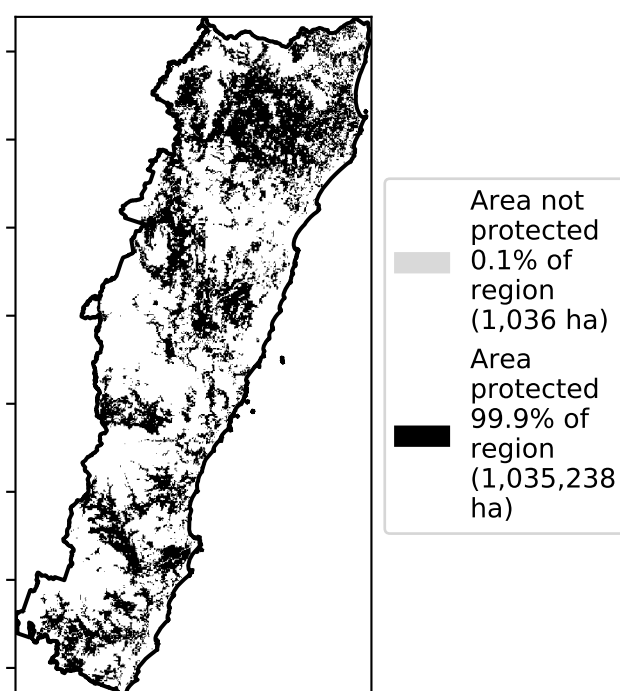 Area not
protected
0.1% of
region
(1,036 ha)
Area
protected
99.9% of
region
(1,035,238
ha)